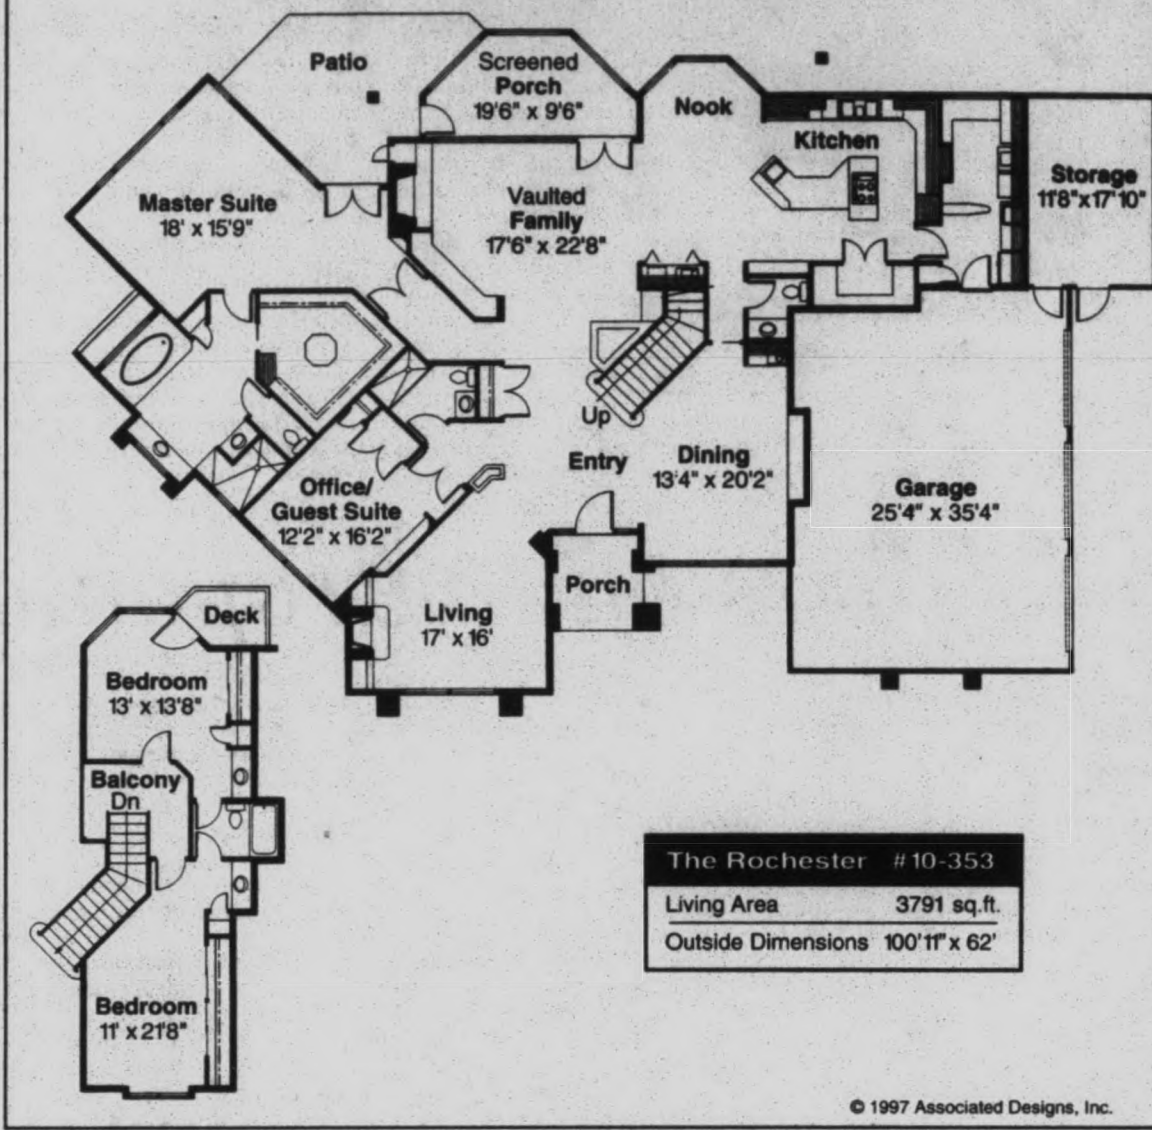 Patio
Screened
Porch
19'6" x 9'6"
Nook
Kitchen
Storage
11'8"x17'10"
Master Suite
18' x 15'9"
Vaulted
Family
17'6" x 22'8"
Up
Entry
Dining
13'4" x 20'2"
Garage
25'4" x 35'4"
Office/
Guest Suite
12'2" x 16'2"
Porch
Living
17' x 16'
Deck
Bedroom
13' x 13'8"
Balcony
Dn
Bedroom
11' x 21'8"
The Rochester #10-353
Living Area 3791 sq.ft.
Outside Dimensions 100'11" x 62'
© 1997 Associated Designs, Inc.